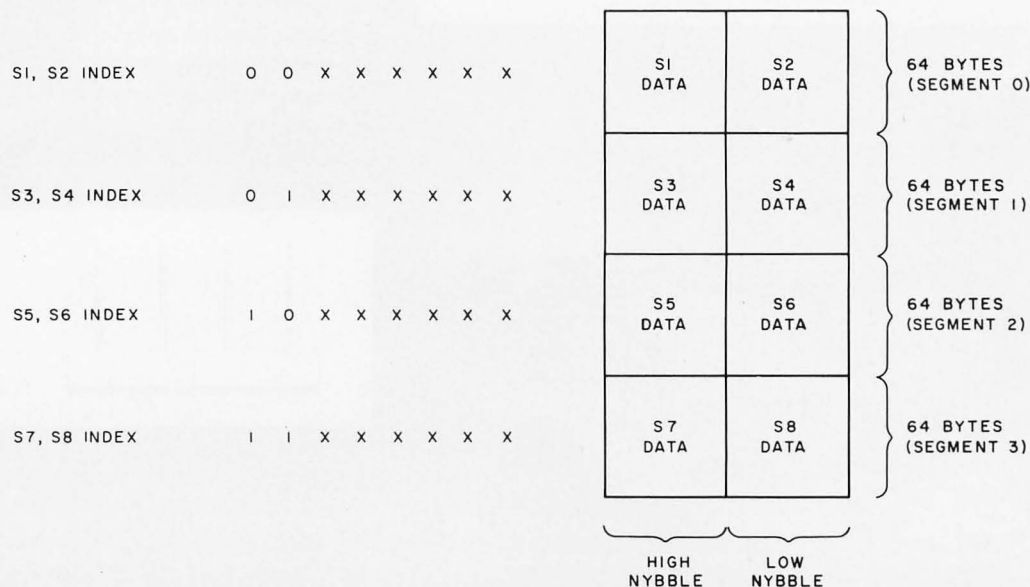 S1, S2 INDEX 0 0 X X X X X X
S1 DATA
S2 DATA
64 BYTES
(SEGMENT 0)
S3, S4 INDEX 0 1 X X X X X X
S3 DATA
S4 DATA
64 BYTES
(SEGMENT 1)
S5, S6 INDEX 1 0 X X X X X X
S5 DATA
S6 DATA
64 BYTES
(SEGMENT 2)
S7, S8 INDEX 1 1 X X X X X X
S7 DATA
S8 DATA
64 BYTES
(SEGMENT 3)
HIGH
NYBBLE
LOW
NYBBLE